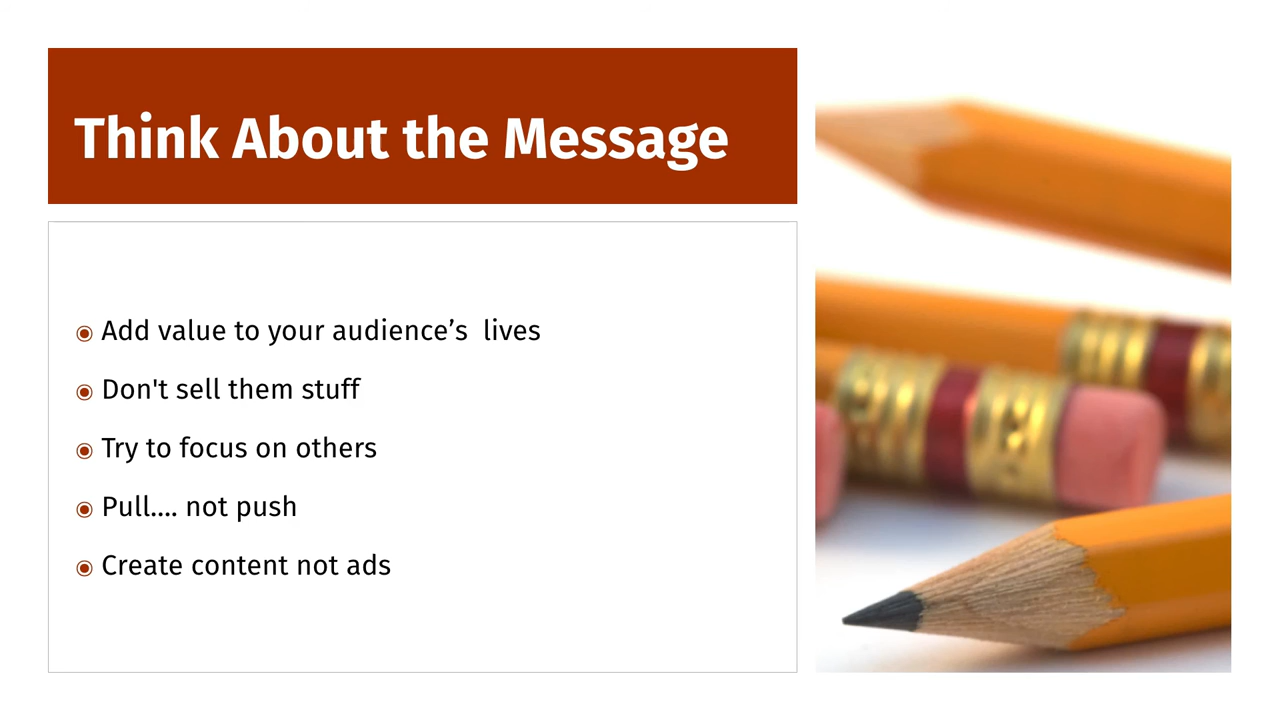 Think About the Message
Add value to your audience’s  lives
Don't sell them stuff
Try to focus on others
Pull.... not push
Create content not ads